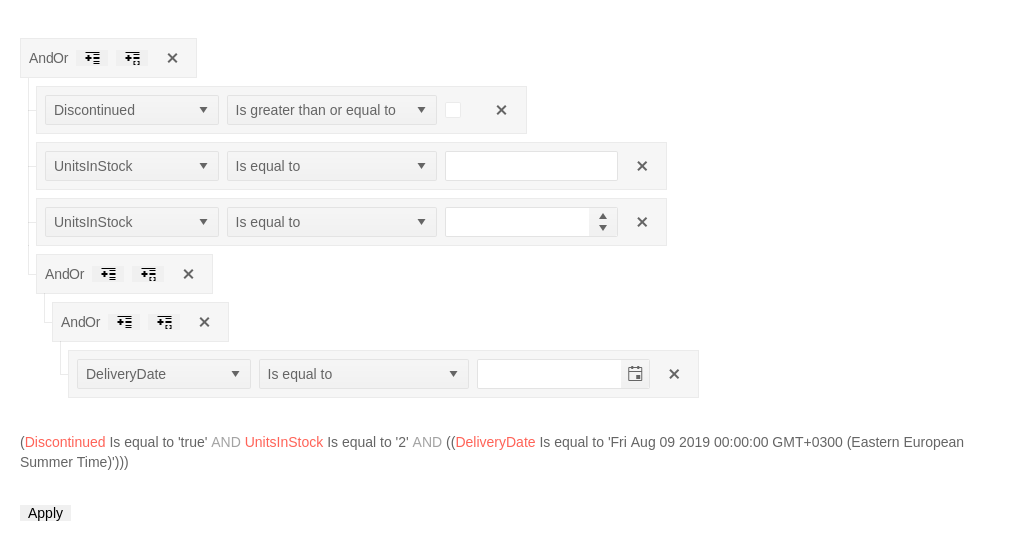 AndOr
Discontinued Is greater than or equal to
UnitsInStock Is equal to
UnitsInStock Is equal to
AndOr
AndOr
DeliveryDate Is equal to
(Discontinued Is equal to 'true' AND UnitsInStock Is equal to '2' AND ((DeliveryDate Is equal to 'Fri Aug 09 2019 00:00:00 GMT+0300 (Eastern European
Summer Time)')))
Apply